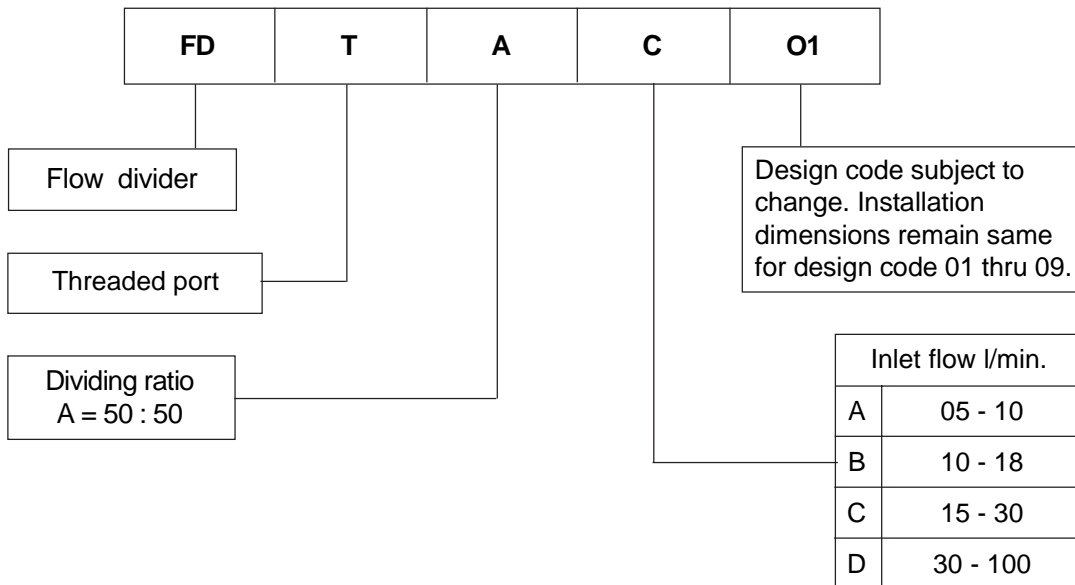 FD T A C O1
Flow divider
Threaded port
Dividing ratio
A = 50 : 50
Design code subject to
change. Installation
dimensions remain same
for design code 01 thru 09.
Inlet flow l/min.
A 05 - 10
B 10 - 18
C 15 - 30
D 30 - 100